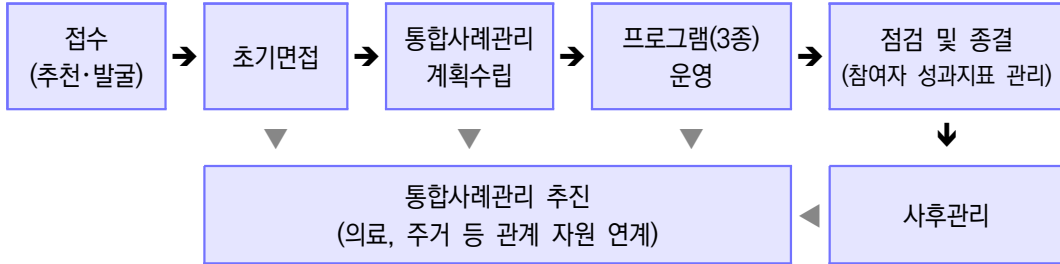 접수
(추천·발굴)
초기면접
통합사례관리
계획수립
프로그램(3종)
운영
점검 및 종결
(참여자 성과지표 관리)
통합사례관리 추진
(의료, 주거 등 관계 자원 연계)
사후관리